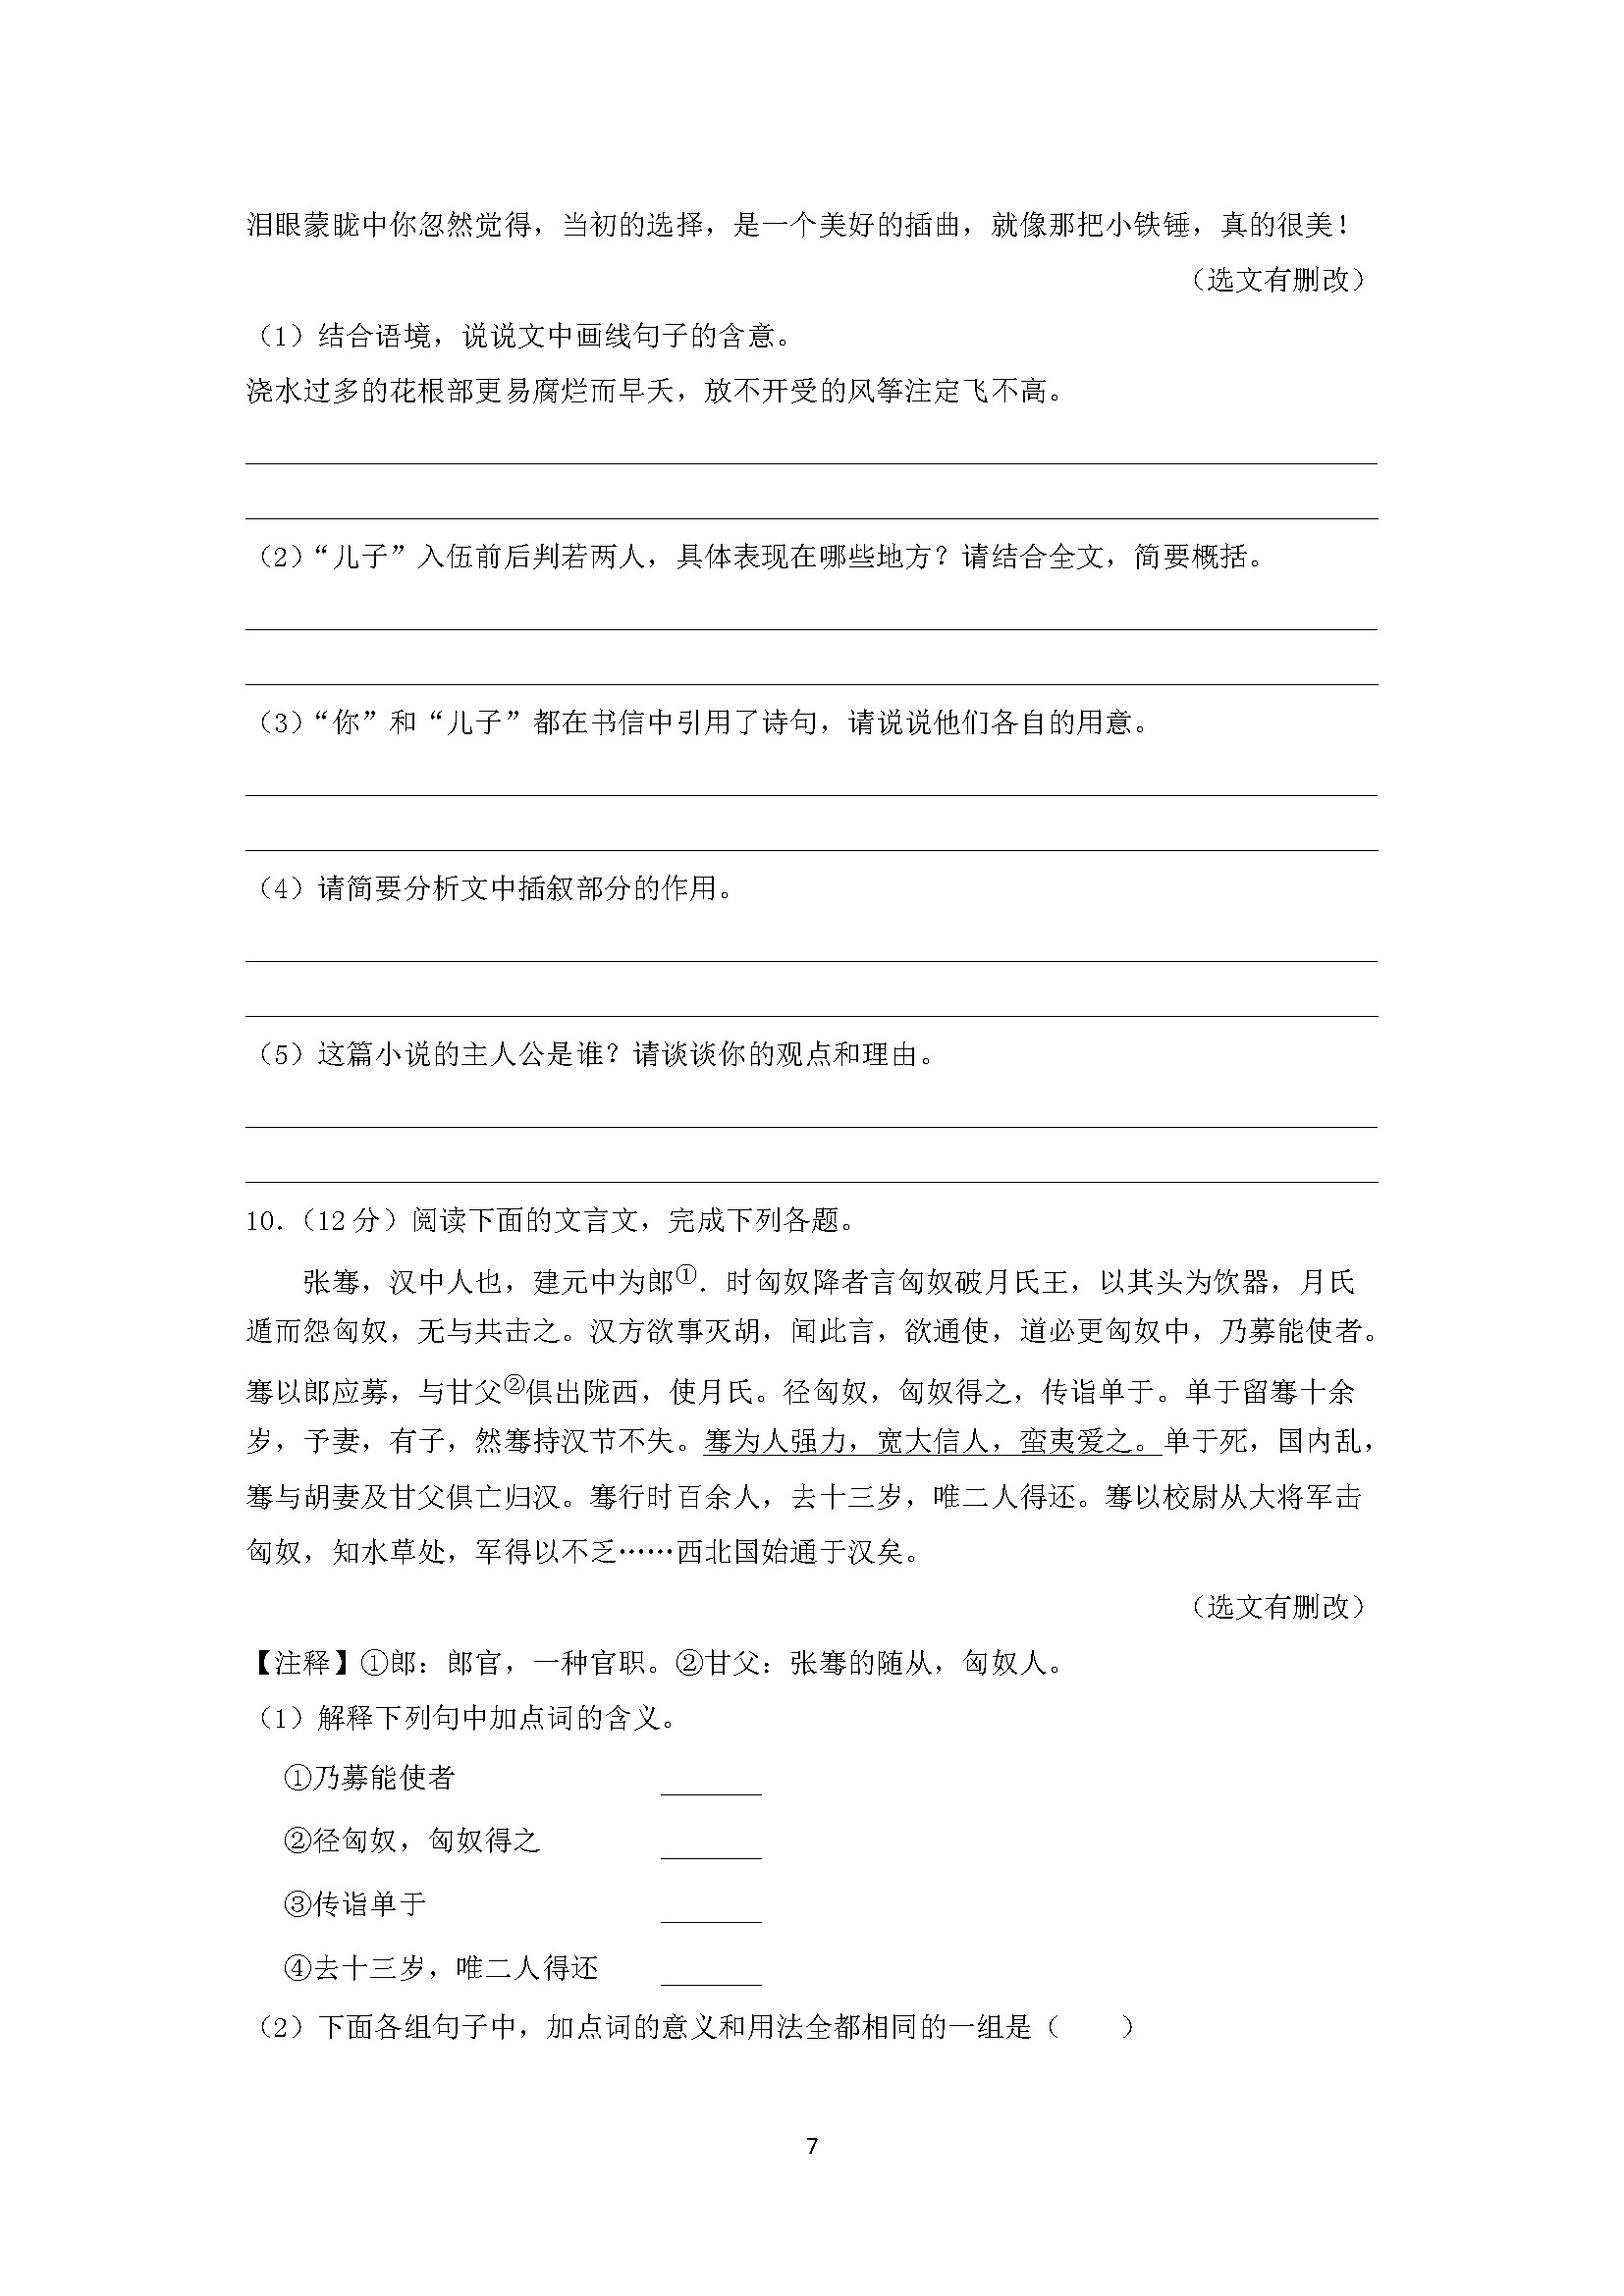 泪眼蒙眬中你忽然觉得，当初的选择，是一个美好的插曲，就像那把小铁锤，真的很美！
（选文有删改）
（1）结合语境，说说文中画线句子的含意。
浇水过多的花根部更易腐烂而早夭，放不开受的风筝注定飞不高。
（2）“儿子”入伍前后判若两人，具体表现在哪些地方？请结合全文，简要概括。
（3）“你”和“儿子”都在书信中引用了诗句，请说说他们各自的用意。
（4）请简要分析文中插叙部分的作用。
（5）这篇小说的主人公是谁？请谈谈你的观点和理由。
10．（12 分）阅读下面的文言文，完成下列各题。
张骞，汉中人也，建元中为郎①．时匈奴降者言匈奴破月氏王，以其头为饮器，月氏
遁而怨匈奴，无与共击之。汉方欲事灭胡，闻此言，欲通使，道必更匈奴中，乃募能使者。
骞以郎应募，与甘父②俱出陇西，使月氏。径匈奴，匈奴得之，传诣单于。单于留骞十余
岁，予妻，有子，然骞持汉节不失。骞为人强力，宽大信人，蛮夷爱之。单于死，国内乱，
骞与胡妻及甘父俱亡归汉。骞行时百余人，去十三岁，唯二人得还。骞以校尉从大将军击
匈奴，知水草处，军得以不乏……西北国始通于汉矣。
（选文有删改）
【注释】①郎：郎官，一种官职。②甘父：张骞的随从，匈奴人。
（1）解释下列句中加点词的含义。
①乃募能使者
②径匈奴，匈奴得之
③传诣单于
④去十三岁，唯二人得还
（2）下面各组句子中，加点词的意义和用法全都相同的一组是（　　）
7